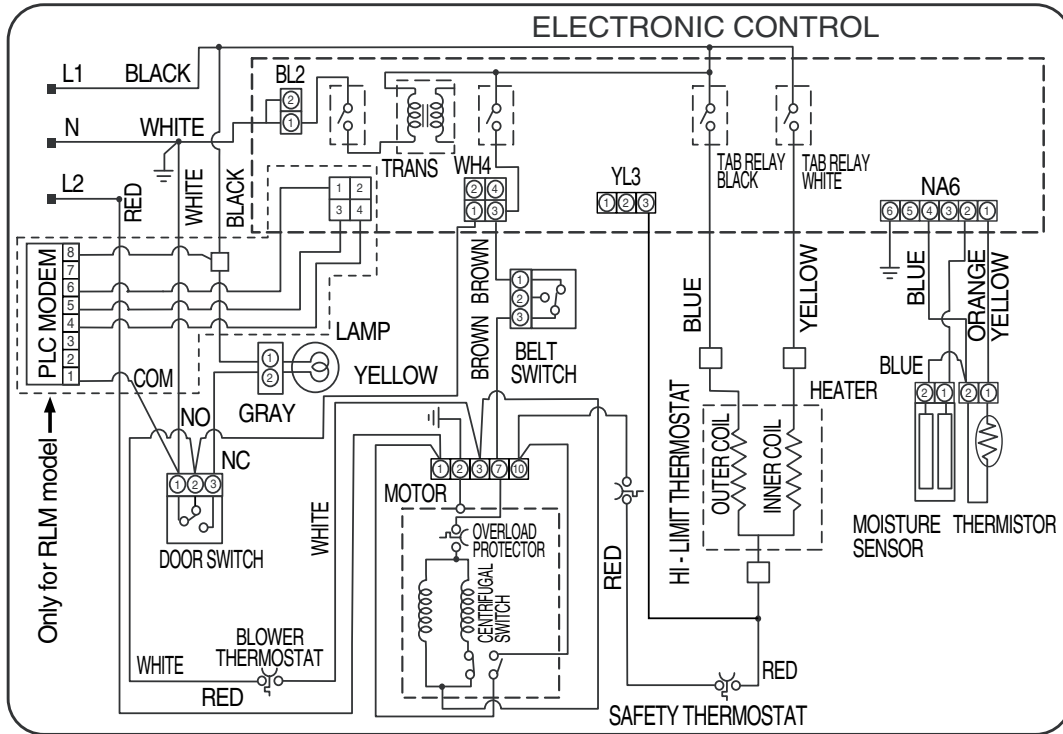 ELECTRONIC CONTROL
L1 BLACK
BL2
2
1
N WHITE
TRANS
WH4
2 4
1 3
YL3
1 2 3
TAB RELAY
BLACK
TAB RELAY
WHITE
NA6
6 5 4 3 2 1
L2
RED
WHITE
BLACK
1 2
3 4
PLC MODEM
8
7
6
5
4
3
2
1
COM
NO
NC
LAMP
1
2
GRAY
YELLOW
BROWN
BROWN
1
2
3
BELT
SWITCH
BLUE
YELLOW
BLUE
ORANGE
YELLOW
BLUE
2 1 2 1
MOISTURE
SENSOR
THERMISTOR
HEATER
OUTER COIL
INNER COIL
HI - LIMIT THERMOSTAT
Only for RLM model
1 2 3
DOOR SWITCH
WHITE
1 2 3 7 10
MOTOR
OVERLOAD
PROTECTOR
CENTRIFUGAL
SWITCH
RED
BLOWER
THERMOSTAT
WHITE
RED
RED
SAFETY THERMOSTAT